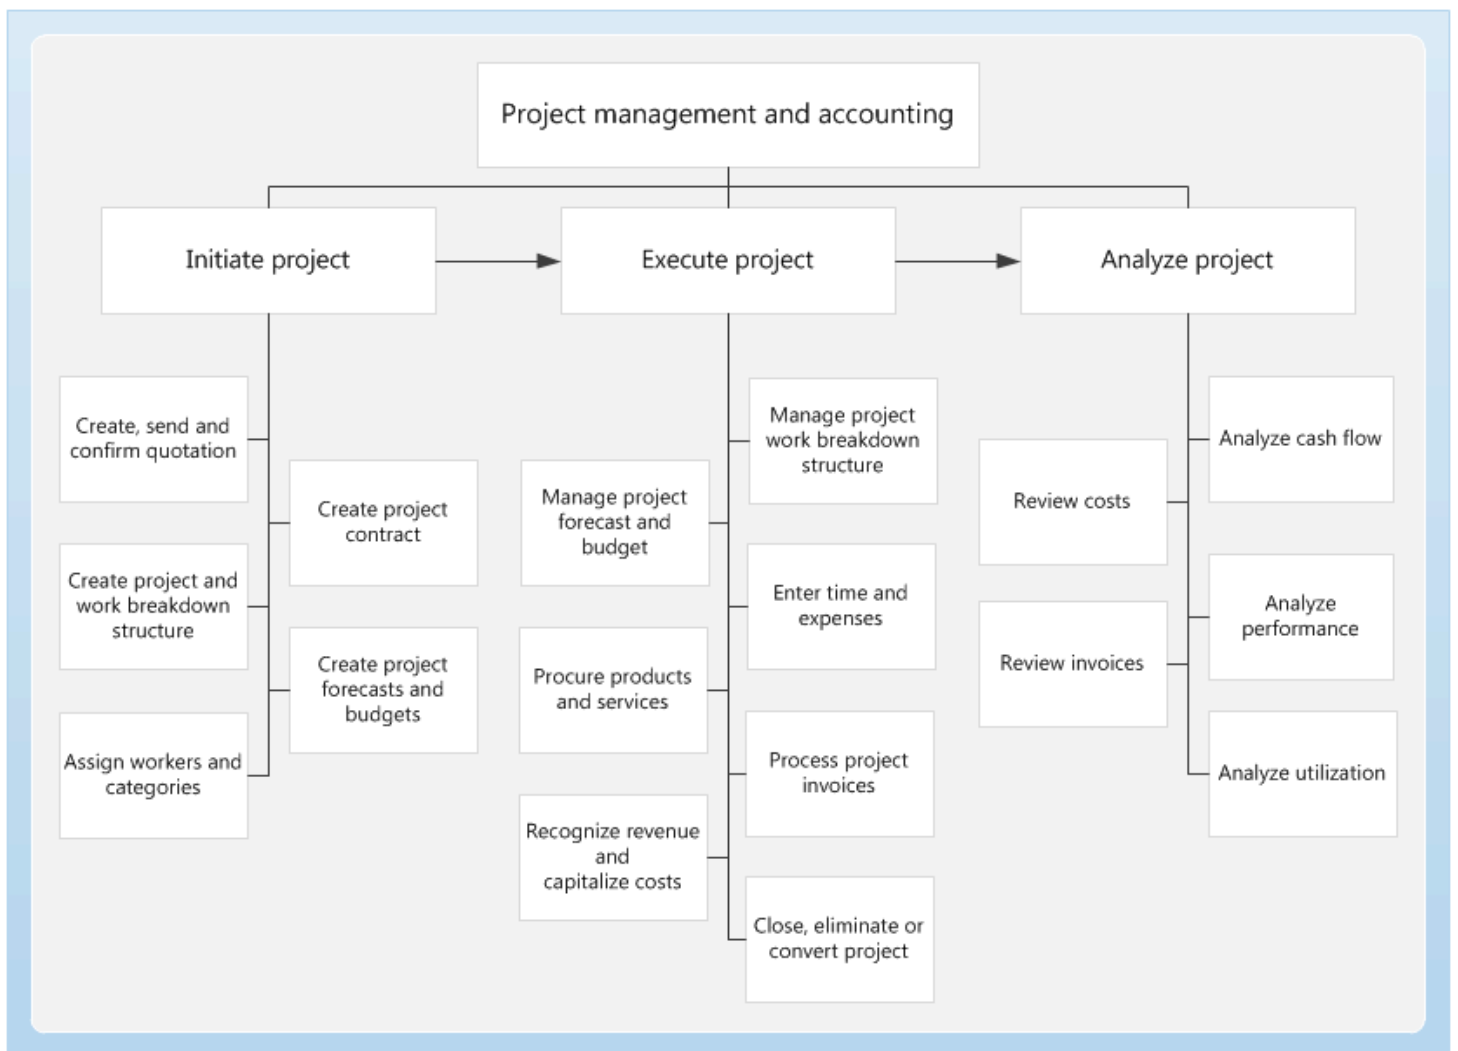 Project management and accounting
Initiate project
Execute project
Analyze project
Create, send and
confirm quotation
Create project
contract
Create project and
work breakdown
structure
Create project
forecasts and
budgets
Assign workers and
categories
Manage project
work breakdown
structure
Manage project
forecast and
budget
Enter time and
expenses
Procure products
and services
Process project
invoices
Recognize revenue
and
capitalize costs
Close, eliminate or
convert project
Analyze cash flow
Review costs
Analyze
performance
Review invoices
Analyze utilization